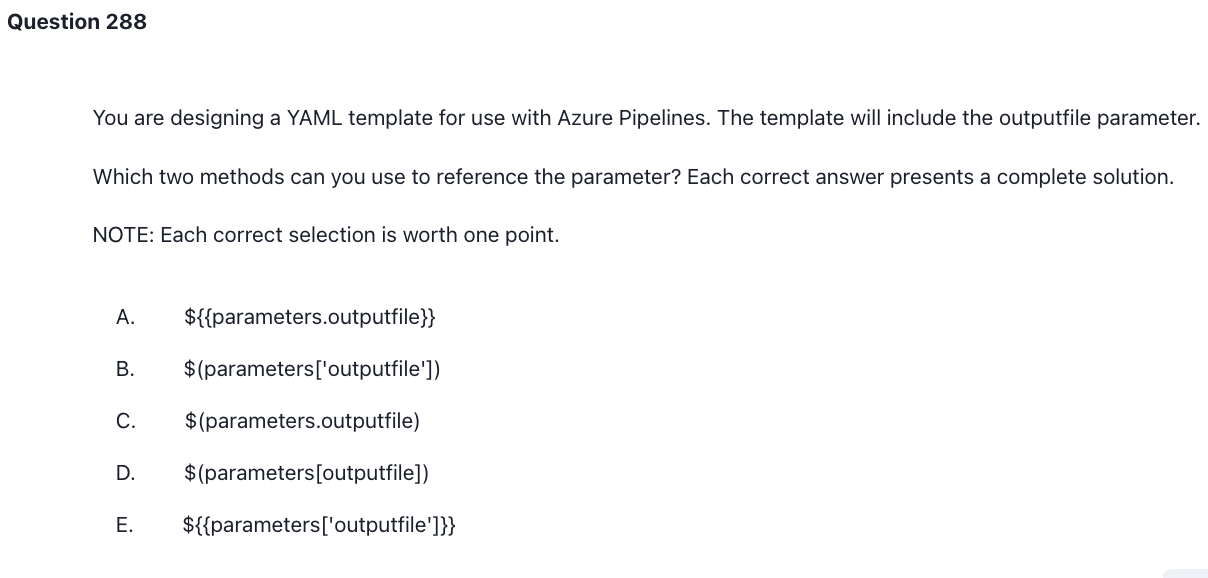 Question 288
You are designing a YAML template for use with Azure Pipelines. The template will include the outputfile parameter.
Which two methods can you use to reference the parameter? Each correct answer presents a complete solution.
NOTE: Each correct selection is worth one point.
A. ${{parameters.outputfile}}
B. $(parameters['outputfile'])
C. $(parameters.outputfile)
D. $(parameters[outputfile])
E. ${{parameters['outputfile']}}